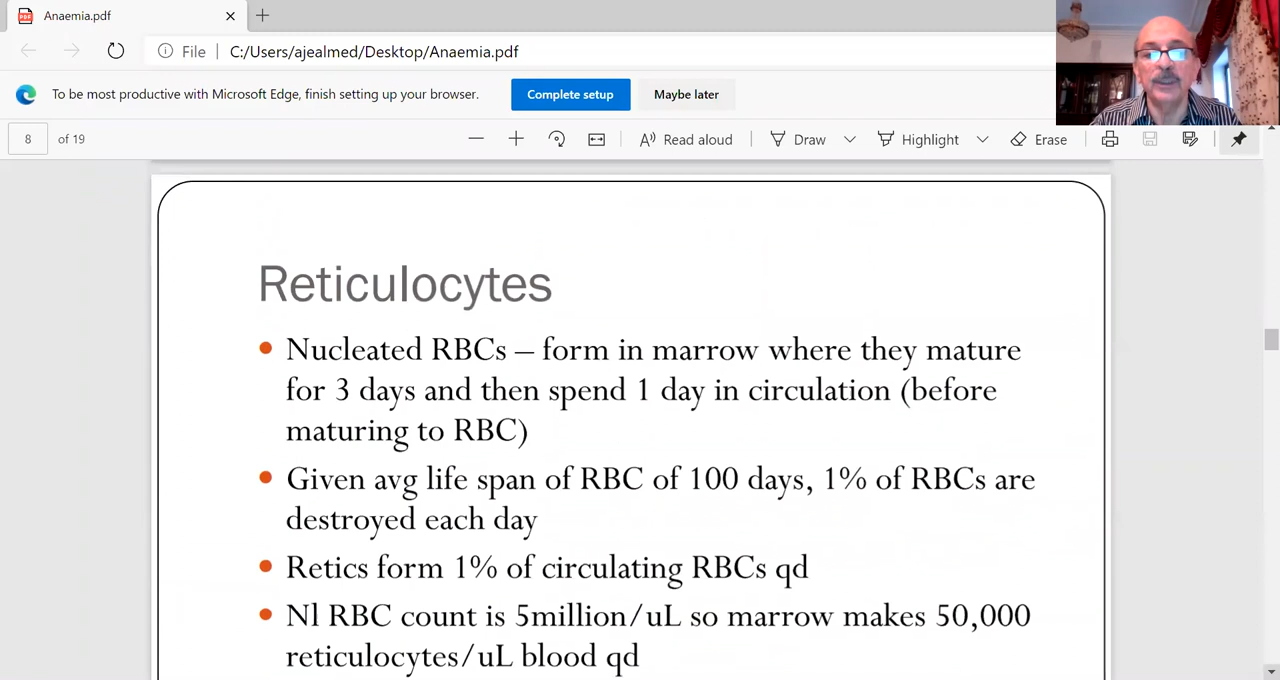 Anaemia.pdf
File
C:/Users/ajealmed/Desktop/Anaemia.pdf
To be most productive with Microsoft Edge, finish setting up your browser.
Complete setup
Maybe later
8 of 19
Read aloud
Draw
Highlight
Erase
Reticulocytes
Nucleated RBCs – form in marrow where they mature
for 3 days and then spend 1 day in circulation (before
maturing to RBC)
Given avg life span of RBC of 100 days, 1% of RBCs are
destroyed each day
Retics form 1% of circulating RBCs qd
Nl RBC count is 5million/uL so marrow makes 50,000
reticulocytes/uL blood qd